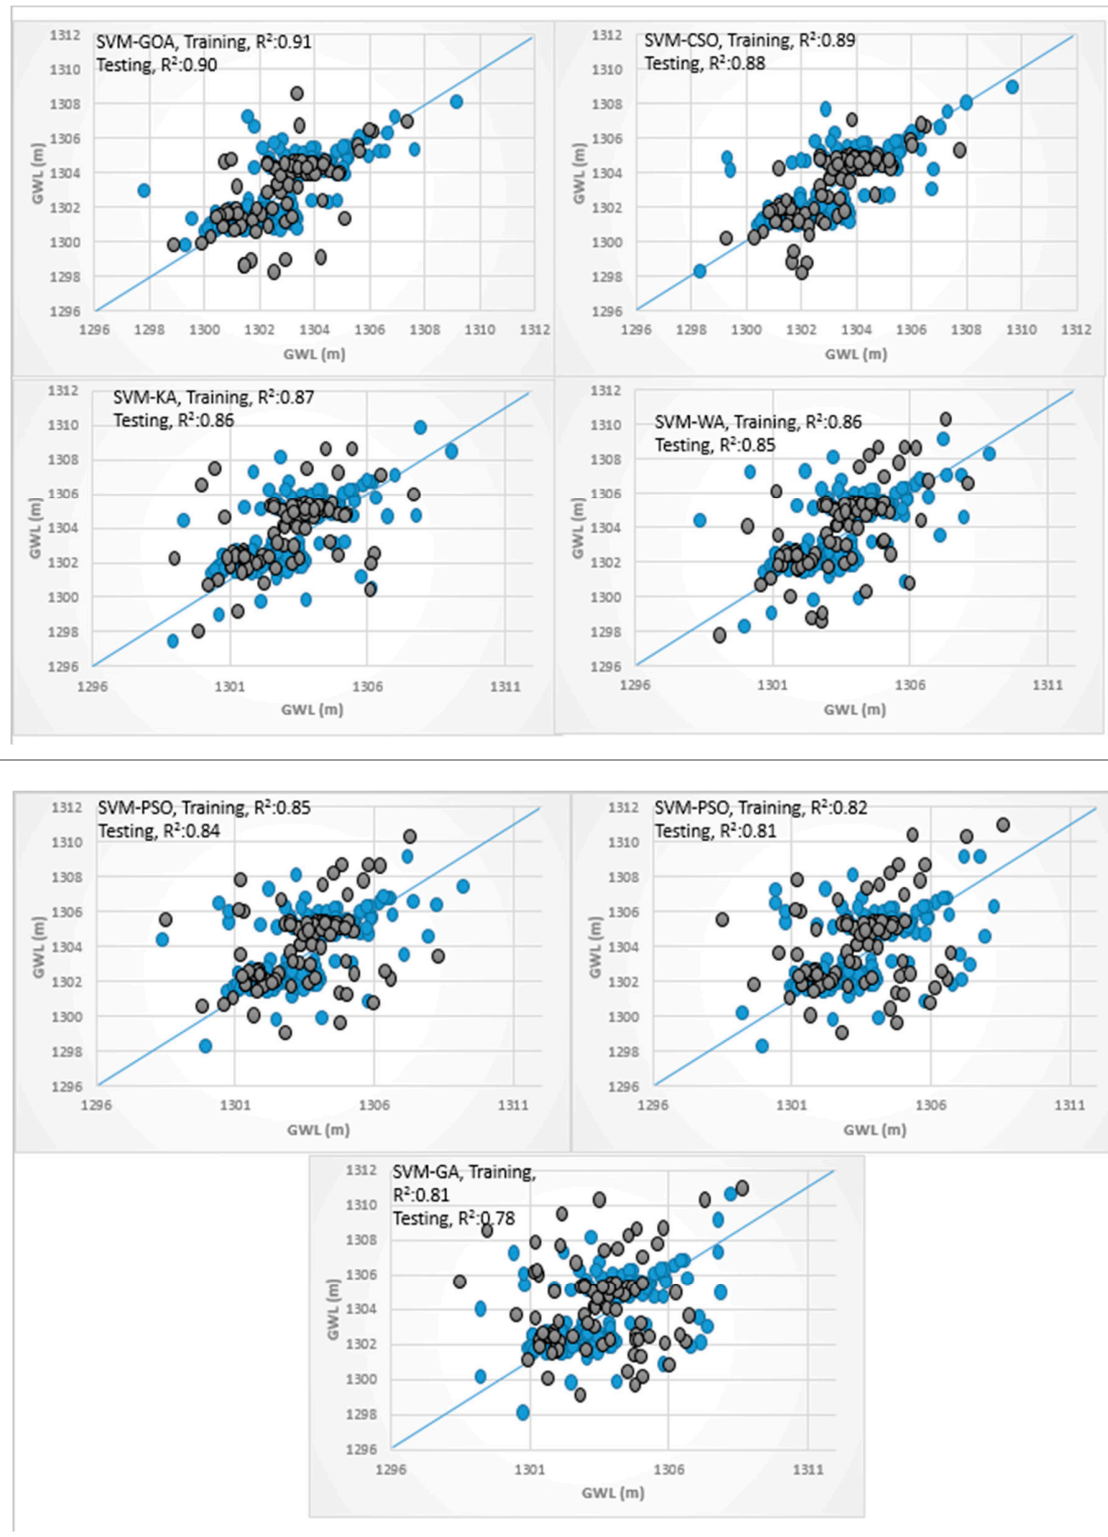 SVM-GOA, Training, R²:0.91
Testing, R²:0.90
1312
1310
1308
1306
1304
1302
1300
1298
1296
GWL (m)
1296 1298 1300 1302 1304 1306 1308 1310 1312
GWL (m)
SVM-CSO, Training, R²:0.89
Testing, R²:0.88
1312
1310
1308
1306
1304
1302
1300
1298
1296
GWL (m)
1296 1298 1300 1302 1304 1306 1308 1310 1312
GWL (m)
SVM-KA, Training, R²:0.87
Testing, R²:0.86
1312
1310
1308
1306
1304
1302
1300
1298
1296
GWL (m)
1296 1301 1306 1311
GWL (m)
SVM-WA, Training, R²:0.86
Testing, R²:0.85
1312
1310
1308
1306
1304
1302
1300
1298
1296
GWL (m)
1296 1301 1306 1311
GWL (m)
SVM-PSO, Training, R²:0.85
Testing, R²:0.84
1312
1310
1308
1306
1304
1302
1300
1298
1296
GWL (m)
1296 1301 1306 1311
GWL (m)
SVM-PSO, Training, R²:0.82
Testing, R²:0.81
1312
1310
1308
1306
1304
1302
1300
1298
1296
GWL (m)
1296 1301 1306 1311
GWL (m)
SVM-GA, Training,
R²:0.81
Testing, R²:0.78
1312
1310
1308
1306
1304
1302
1300
1298
1296
GWL (m)
1296 1301 1306 1311
GWL (m)